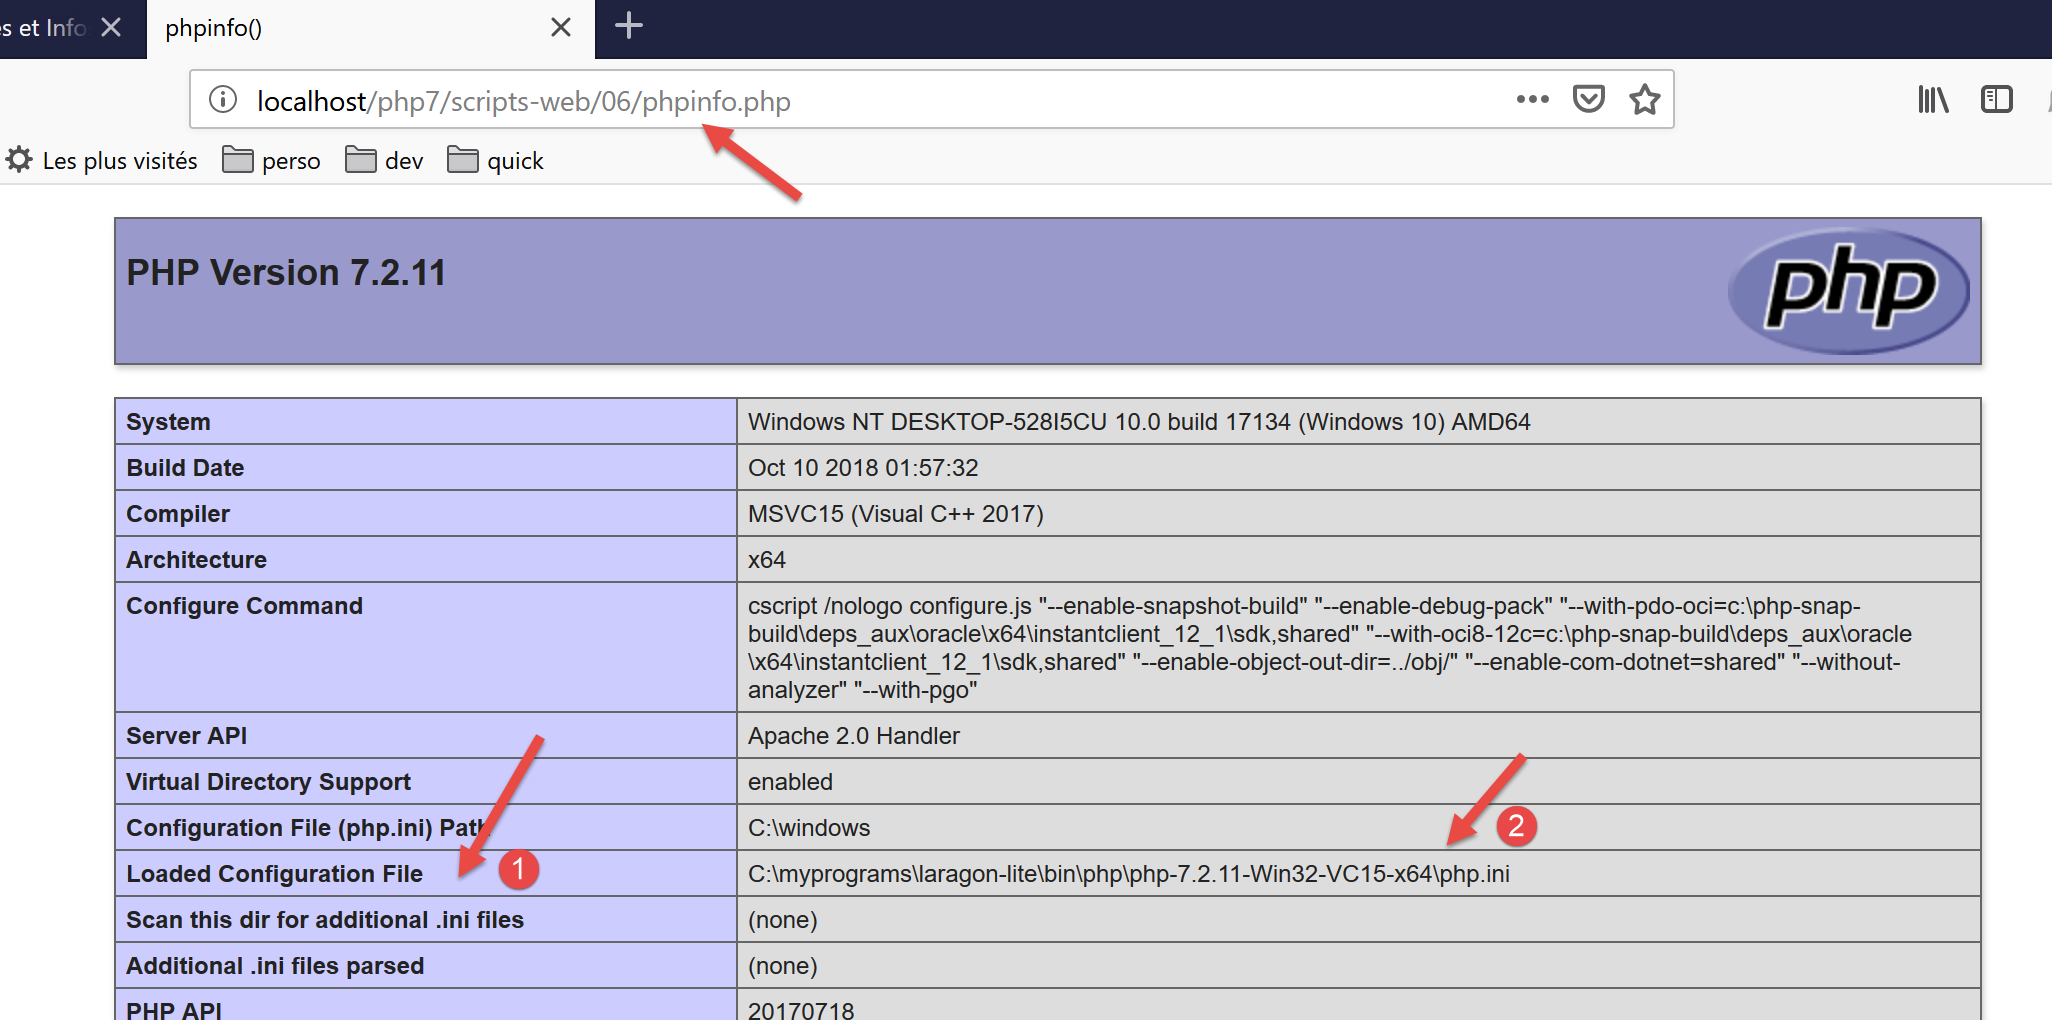 s et Info
phpinfo()
localhost/php7/scripts-web/06/phpinfo.php
Les plus visités perso dev quick
PHP Version 7.2.11
php
System Windows NT DESKTOP-528I5CU 10.0 build 17134 (Windows 10) AMD64
Build Date Oct 10 2018 01:57:32
Compiler MSVC15 (Visual C++ 2017)
Architecture x64
Configure Command cscript /nologo configure.js "--enable-snapshot-build" "--enable-debug-pack" "--with-pdo-oci=c:\php-snap-
build\deps_aux\oracle\x64\instantclient_12_1\sdk,shared" "--with-oci8-12c=c:\php-snap-build\deps_aux\oracle
\x64\instantclient_12_1\sdk,shared" "--enable-object-out-dir=../obj/" "--enable-com-dotnet=shared" "--without-
analyzer" "--with-pgo"
Server API Apache 2.0 Handler
Virtual Directory Support enabled
Configuration File (php.ini) Path C:\windows
2
Loaded Configuration File C:\myprograms\laragon-lite\bin\php\php-7.2.11-Win32-VC15-x64\php.ini
1
Scan this dir for additional .ini files (none)
Additional .ini files parsed (none)
PHP API 20170718